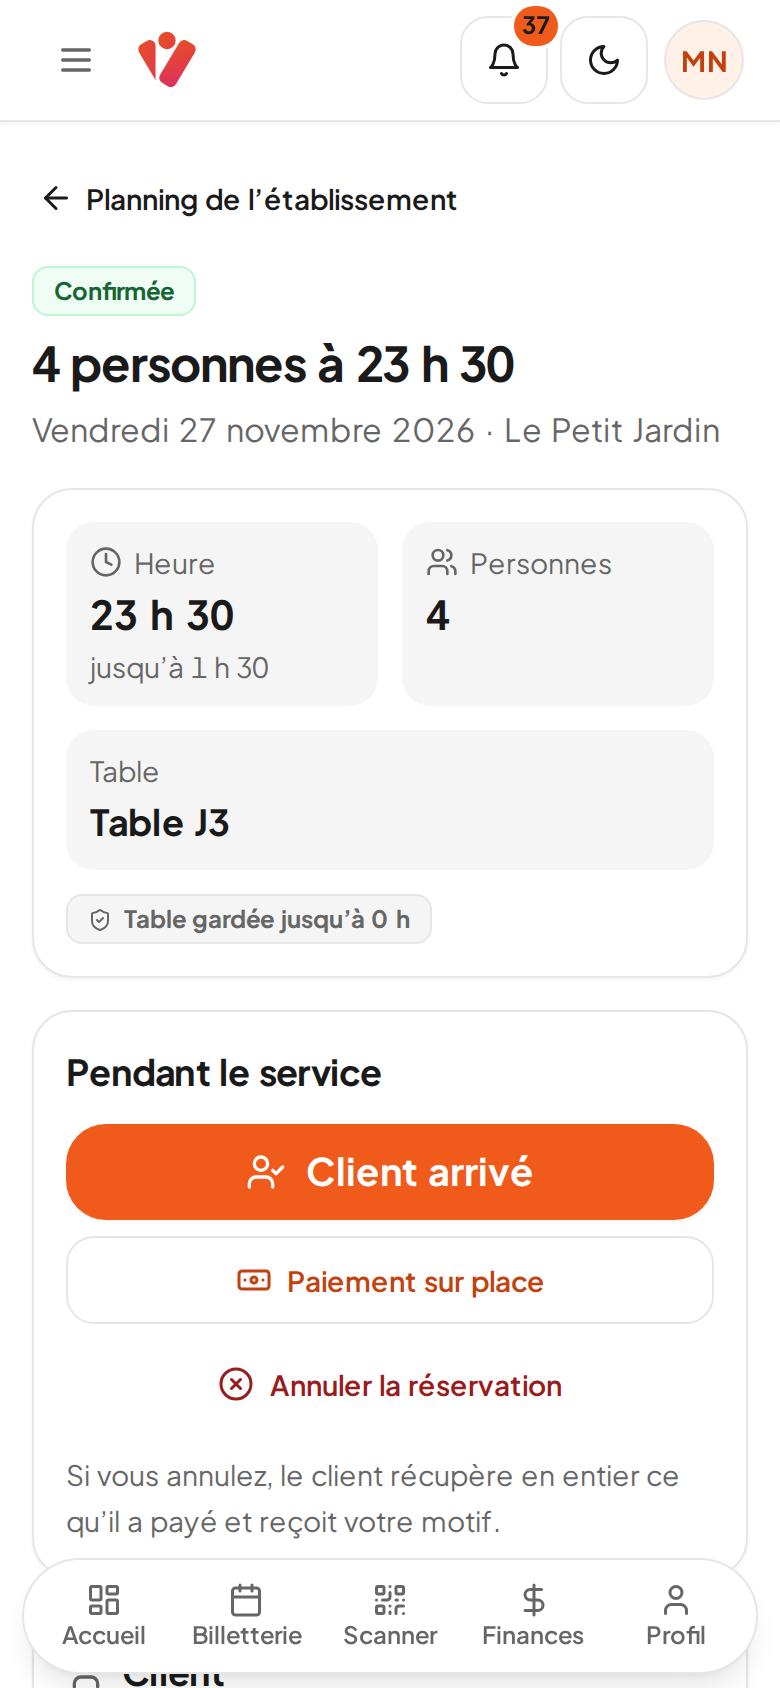 37
MN
Planning de l’établissement
Confirmée
4 personnes à 23 h 30
Vendredi 27 novembre 2026 · Le Petit Jardin
Heure
23 h 30
jusqu’à 1 h 30
Personnes
4
Table
Table J3
Table gardée jusqu’à 0 h
Pendant le service
Client arrivé
Paiement sur place
Annuler la réservation
Si vous annulez, le client récupère en entier ce
qu’il a payé et reçoit votre motif.
Accueil
Billetterie
Scanner
Finances
Profil
Client